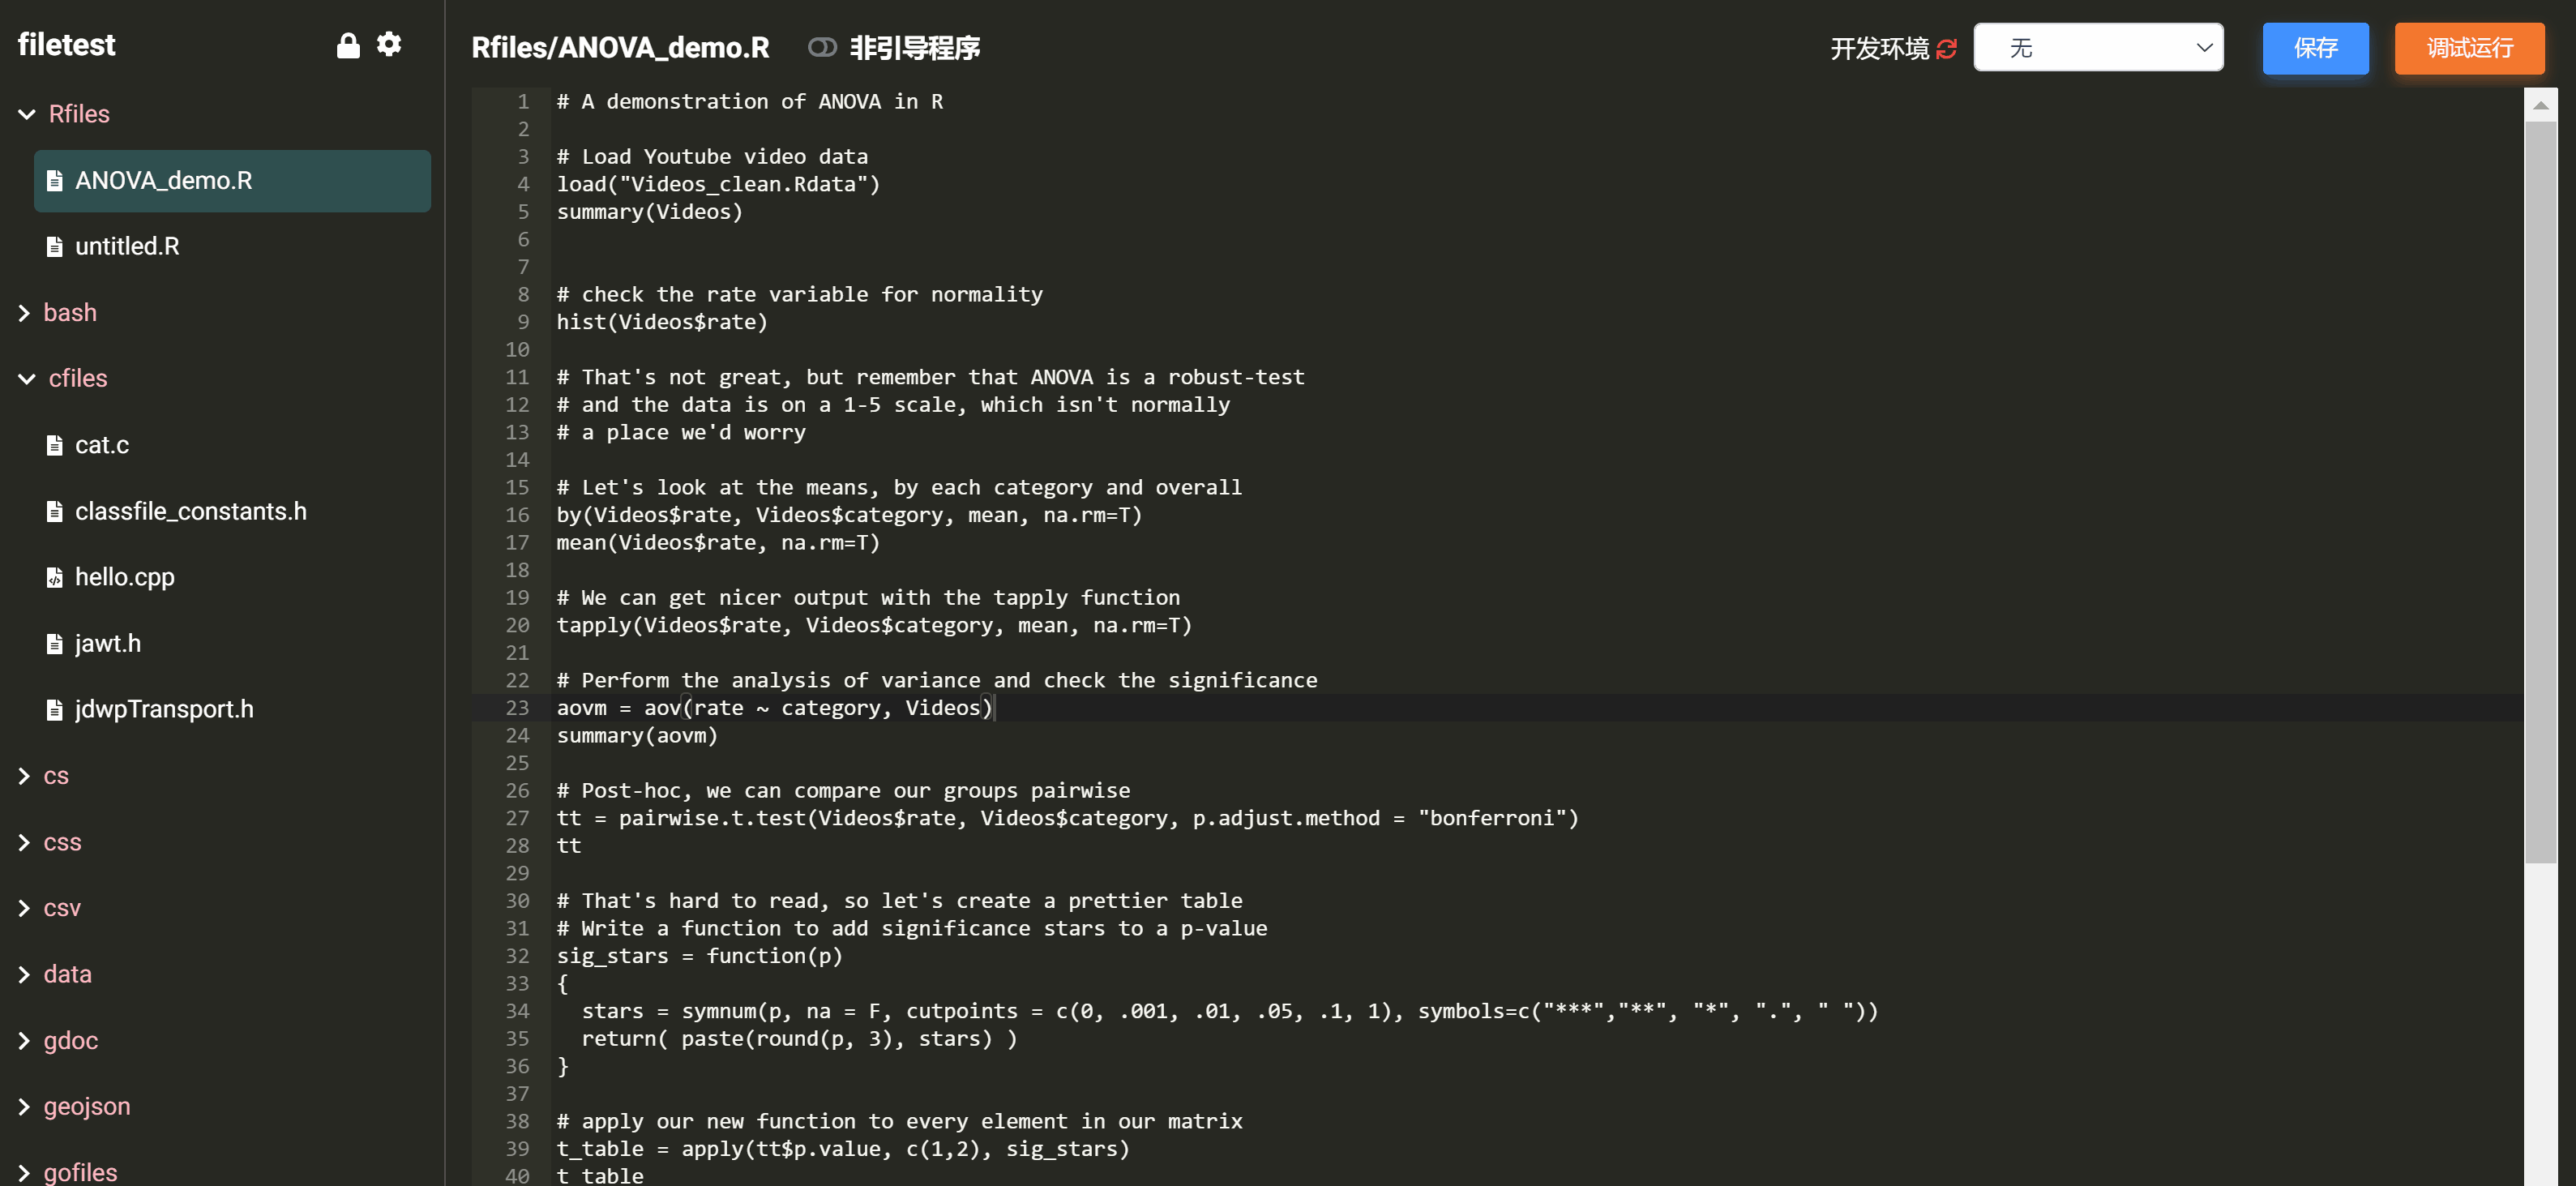 filetest
Rfiles
ANOVA_demo.R
untitled.R
bash
cfiles
cat.c
classfile_constants.h
hello.cpp
jawt.h
jdwpTransport.h
cs
css
csv
data
gdoc
geojson
gofiles
Rfiles/ANOVA_demo.R 非引导程序
开发环境 无 保存 调试运行
1 # A demonstration of ANOVA in R
2
3 # Load Youtube video data
4 load("Videos_clean.Rdata")
5 summary(Videos)
6
7
8 # check the rate variable for normality
9 hist(Videos$rate)
10
11 # That's not great, but remember that ANOVA is a robust-test
12 # and the data is on a 1-5 scale, which isn't normally
13 # a place we'd worry
14
15 # Let's look at the means, by each category and overall
16 by(Videos$rate, Videos$category, mean, na.rm=T)
17 mean(Videos$rate, na.rm=T)
18
19 # We can get nicer output with the tapply function
20 tapply(Videos$rate, Videos$category, mean, na.rm=T)
21
22 # Perform the analysis of variance and check the significance
23 aovm = aov(rate ~ category, Videos)
24 summary(aovm)
25
26 # Post-hoc, we can compare our groups pairwise
27 tt = pairwise.t.test(Videos$rate, Videos$category, p.adjust.method = "bonferroni")
28 tt
29
30 # That's hard to read, so let's create a prettier table
31 # Write a function to add significance stars to a p-value
32 sig_stars = function(p)
33 {
34   stars = symnum(p, na = F, cutpoints = c(0, .001, .01, .05, .1, 1), symbols=c("***","**", "*", ".", " "))
35   return( paste(round(p, 3), stars) )
36 }
37
38 # apply our new function to every element in our matrix
39 t_table = apply(tt$p.value, c(1,2), sig_stars)
40 t_table